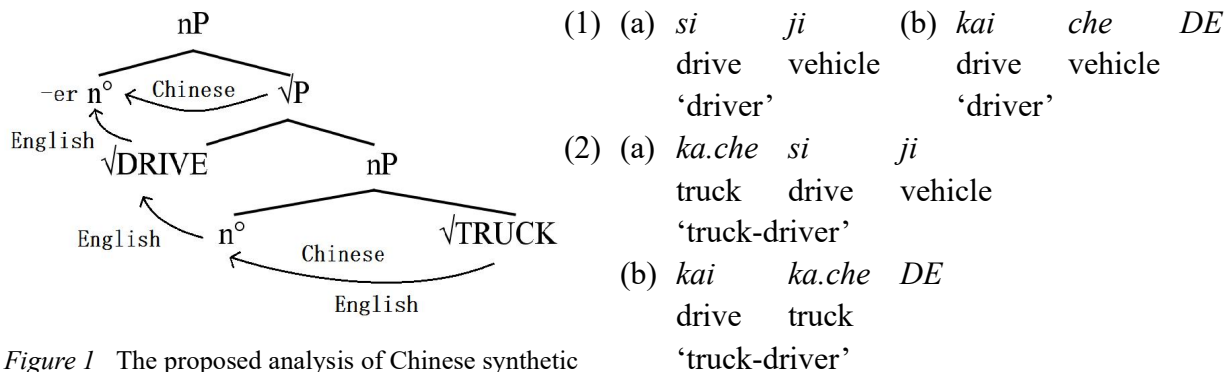 nP
-er n° Chinese √P
English
√DRIVE nP
English n° √TRUCK
Chinese
English
Figure 1 The proposed analysis of Chinese synthetic
(1) (a) si ji (b) kai che DE
drive vehicle drive vehicle
‘driver’ ‘driver’
(2) (a) ka.che si ji
truck drive vehicle
‘truck-driver’
(b) kai ka.che DE
drive truck
‘truck-driver’